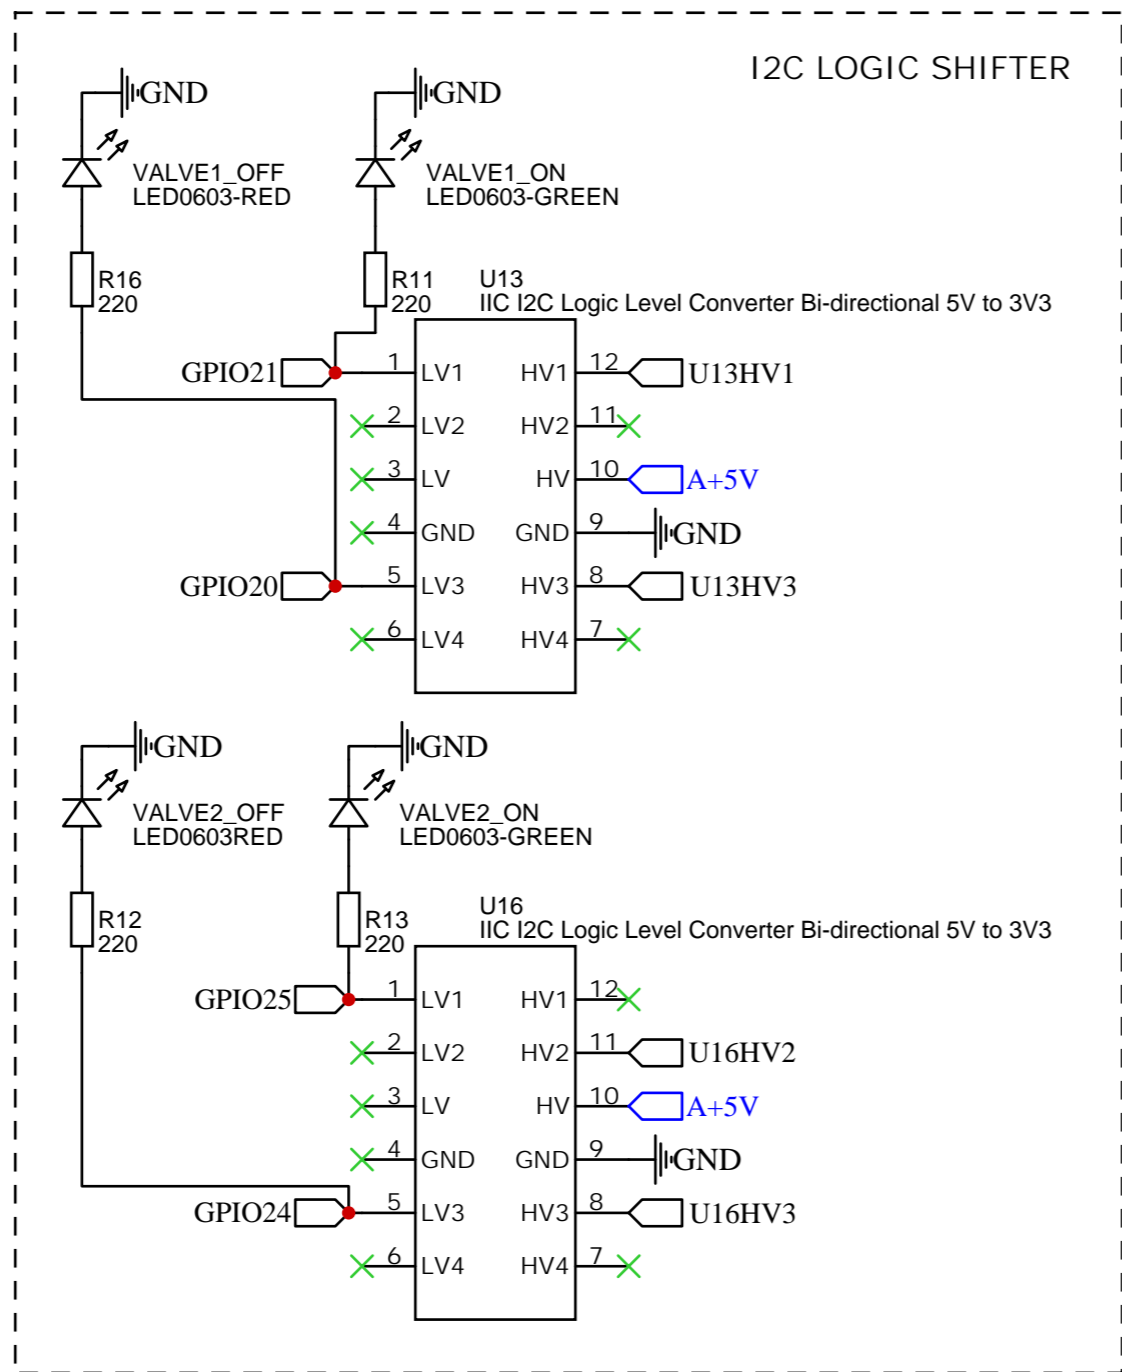 I2C LOGIC SHIFTER
GND
GND
VALVE1_OFF
LED0603-RED
VALVE1_ON
LED0603-GREEN
R16
220
R11
220
U13
IIC I2C Logic Level Converter Bi-directional 5V to 3V3
GPIO21 1 LV1 HV1 12 U13HV1
2 LV2 HV2 11
3 LV HV 10 A+5V
4 GND GND 9 GND
GPIO20 5 LV3 HV3 8 U13HV3
6 LV4 HV4 7
GND
GND
VALVE2_OFF
LED0603RED
VALVE2_ON
LED0603-GREEN
R12
220
R13
220
U16
IIC I2C Logic Level Converter Bi-directional 5V to 3V3
GPIO25 1 LV1 HV1 12
2 LV2 HV2 11 U16HV2
3 LV HV 10 A+5V
4 GND GND 9 GND
GPIO24 5 LV3 HV3 8 U16HV3
6 LV4 HV4 7